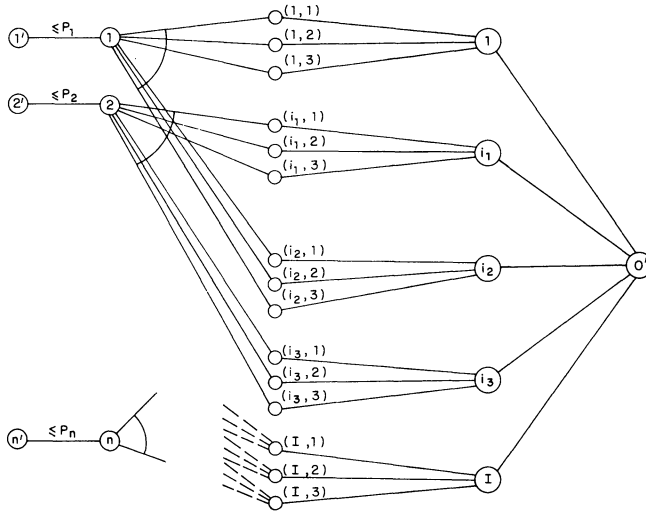 (1,1)
1' ≤P₁ 1 (1,2) 1
(1,3)
2' ≤P₂ 2 (i₁,1)
(i₁,2) i₁
(i₁,3)
(i₂,1)
(i₂,2) i₂ 0'
(i₂,3)
(i₃,1)
(i₃,2) i₃
(i₃,3)
n' ≤Pₙ n (I,1)
(I,2) I
(I,3)